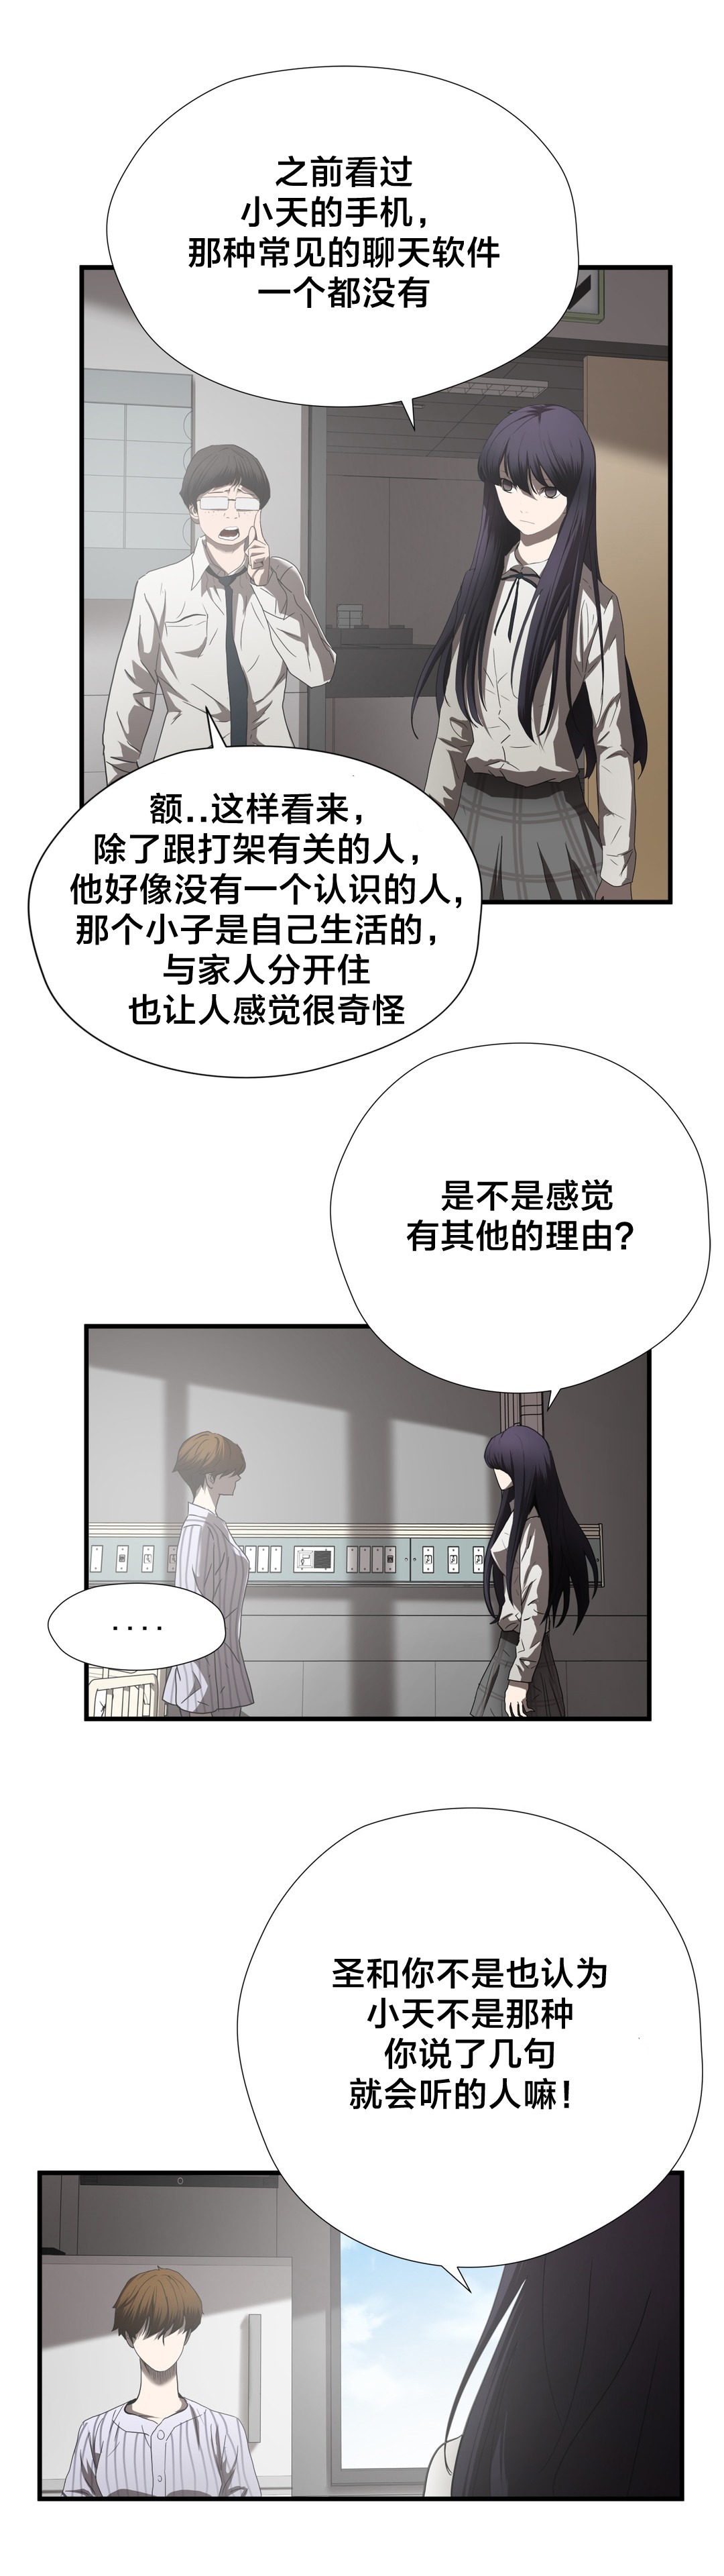 之前看过
小天的手机，
那种常见的聊天软件
一个都没有
额..这样看来，
除了跟打架有关的人，
他好像没有一个认识的人，
那个小子是自己生活的，
与家人分开住
也让人感觉很奇怪
是不是感觉
有其他的理由？
....
圣和你不是也认为
小天不是那种
你说了几句
就会听的人嘛！